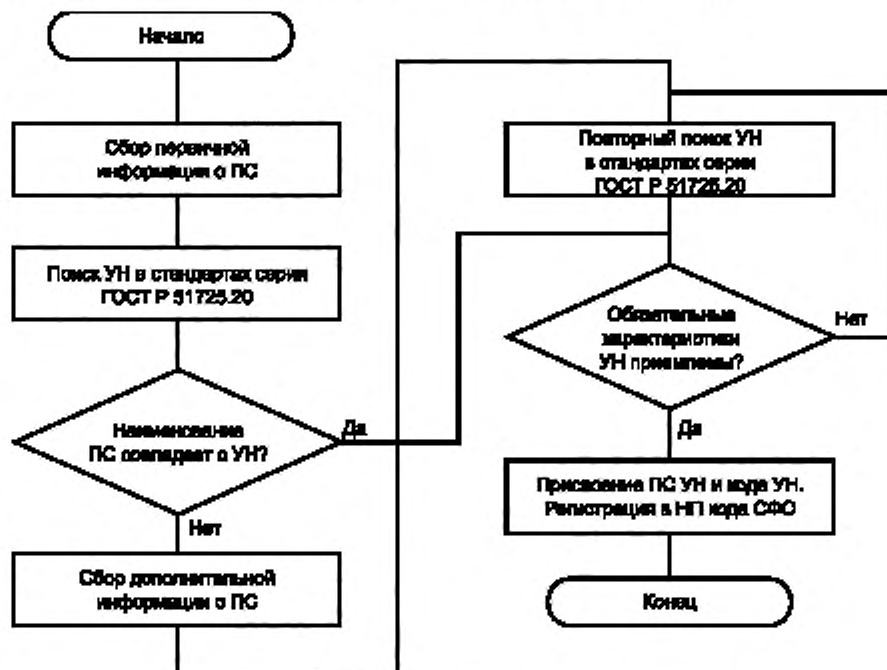 Начало
Сбор первичной
информации о ПС
Поиск УН в стандартах серии
ГОСТ Р 51725.20
Наименование
ПС совпадает с УН?
Да
Нет
Сбор дополнительной
информации о ПС
Повторный поиск УН
в стандартах серии
ГОСТ Р 51725.20
Обязательные
характеристики
УН приемлемы?
Нет
Да
Присвоение ПС УН и кода УН.
Регистрация в НП кода СФО
Конец